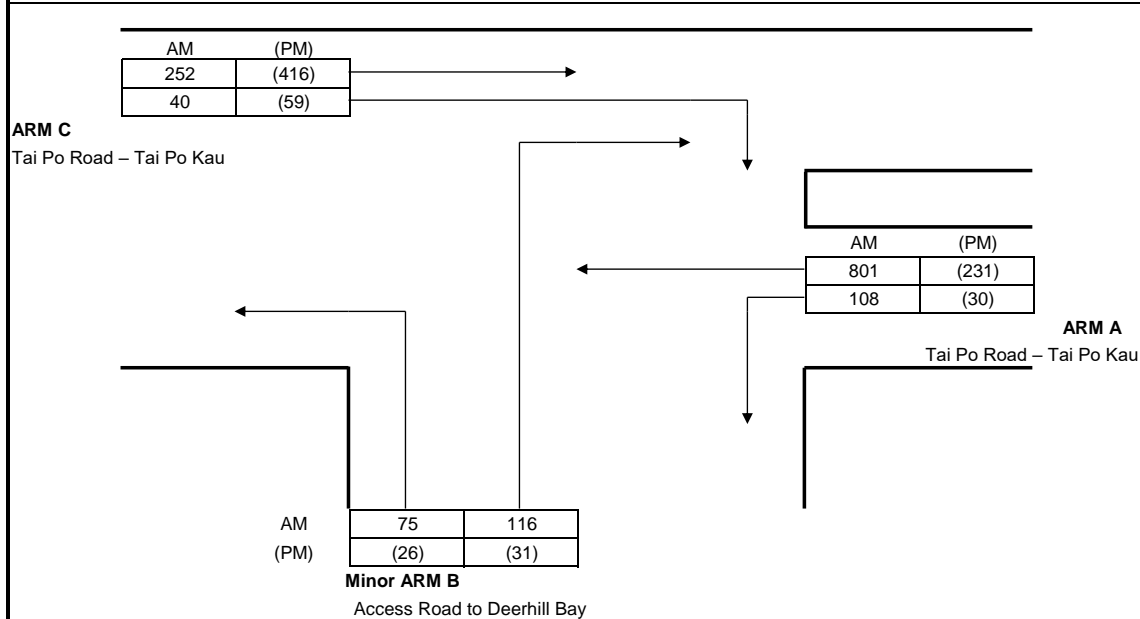 AM (PM)
252 (416)
40 (59)
ARM C
Tai Po Road – Tai Po Kau
AM (PM)
801 (231)
108 (30)
ARM A
Tai Po Road – Tai Po Kau
AM 75 116
(PM) (26) (31)
Minor ARM B
Access Road to Deerhill Bay